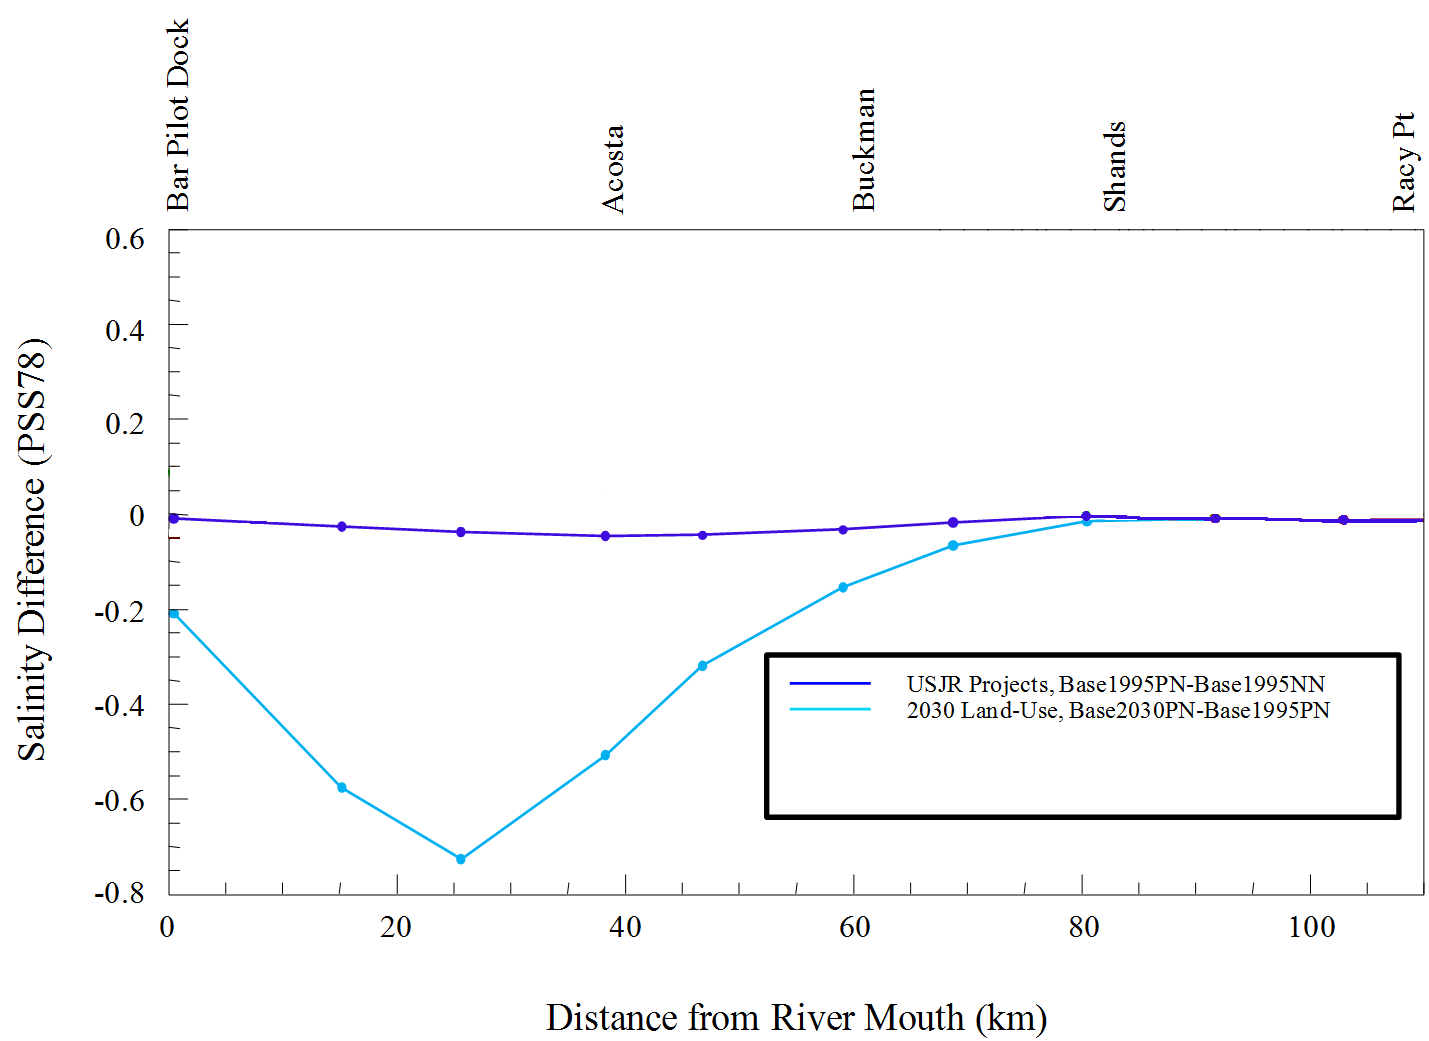 Bar Pilot Dock
Acosta
Buckman
Shands
Racy Pt
Salinity Difference (PSS78)
0.6
0.4
0.2
0
-0.2
-0.4
-0.6
-0.8
USJR Projects, Base1995PN-Base1995NN
2030 Land-Use, Base2030PN-Base1995PN
0 20 40 60 80 100
Distance from River Mouth (km)